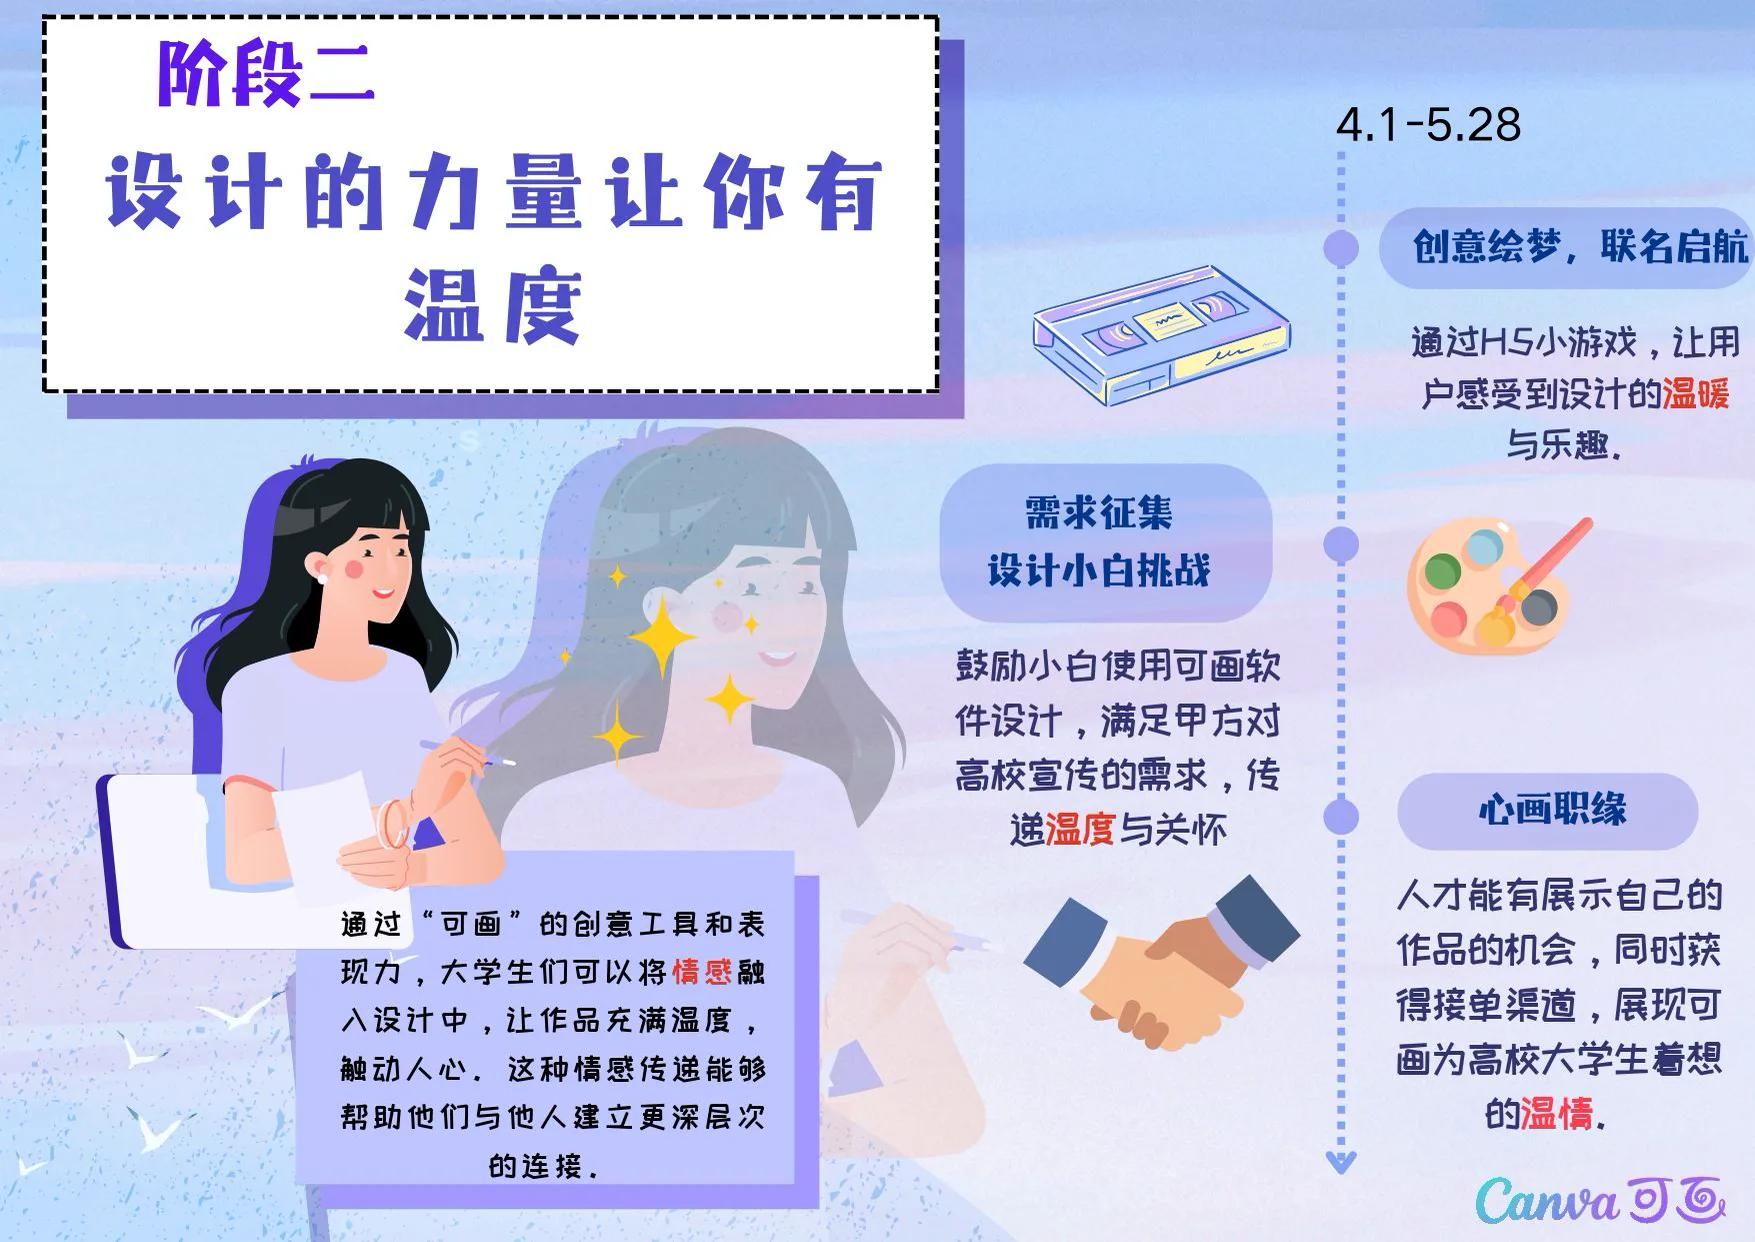 阶段二
设计的力量让你有
温度
4.1-5.28
创意绘梦，联名启航
通过H5小游戏，让用
户感受到设计的温暖
与乐趣.
需求征集
设计小白挑战
鼓励小白使用可画软
件设计，满足甲方对
高校宣传的需求，传
递温度与关怀
心画职缘
人才能有展示自己的
作品的机会，同时获
得接单渠道，展现可
画为高校大学生着想
的温情.
通过“可画”的创意工具和表
现力，大学生们可以将情感融
入设计中，让作品充满温度，
触动人心. 这种情感传递能够
帮助他们与他人建立更深层次
的连接.
Canva可画